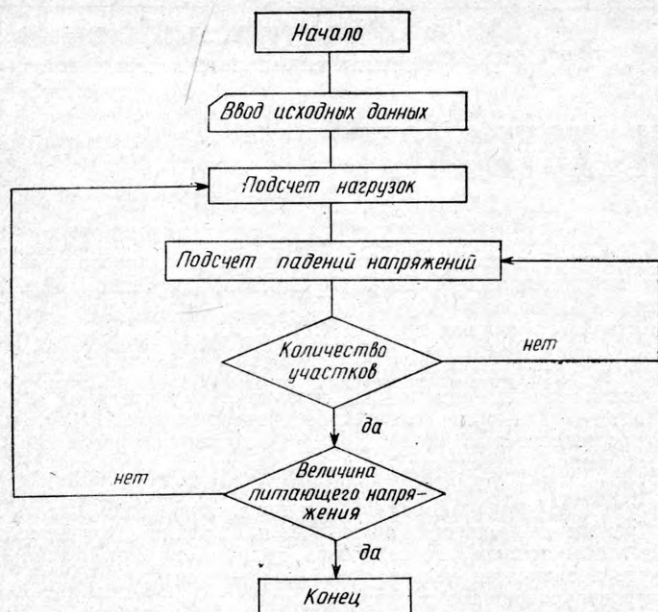 Начало
Ввод исходных данных
Подсчет нагрузок
Подсчет падений напряжений
Количество
участков
нет
да
Величина
питающего напря-
жения
нет
да
Конец